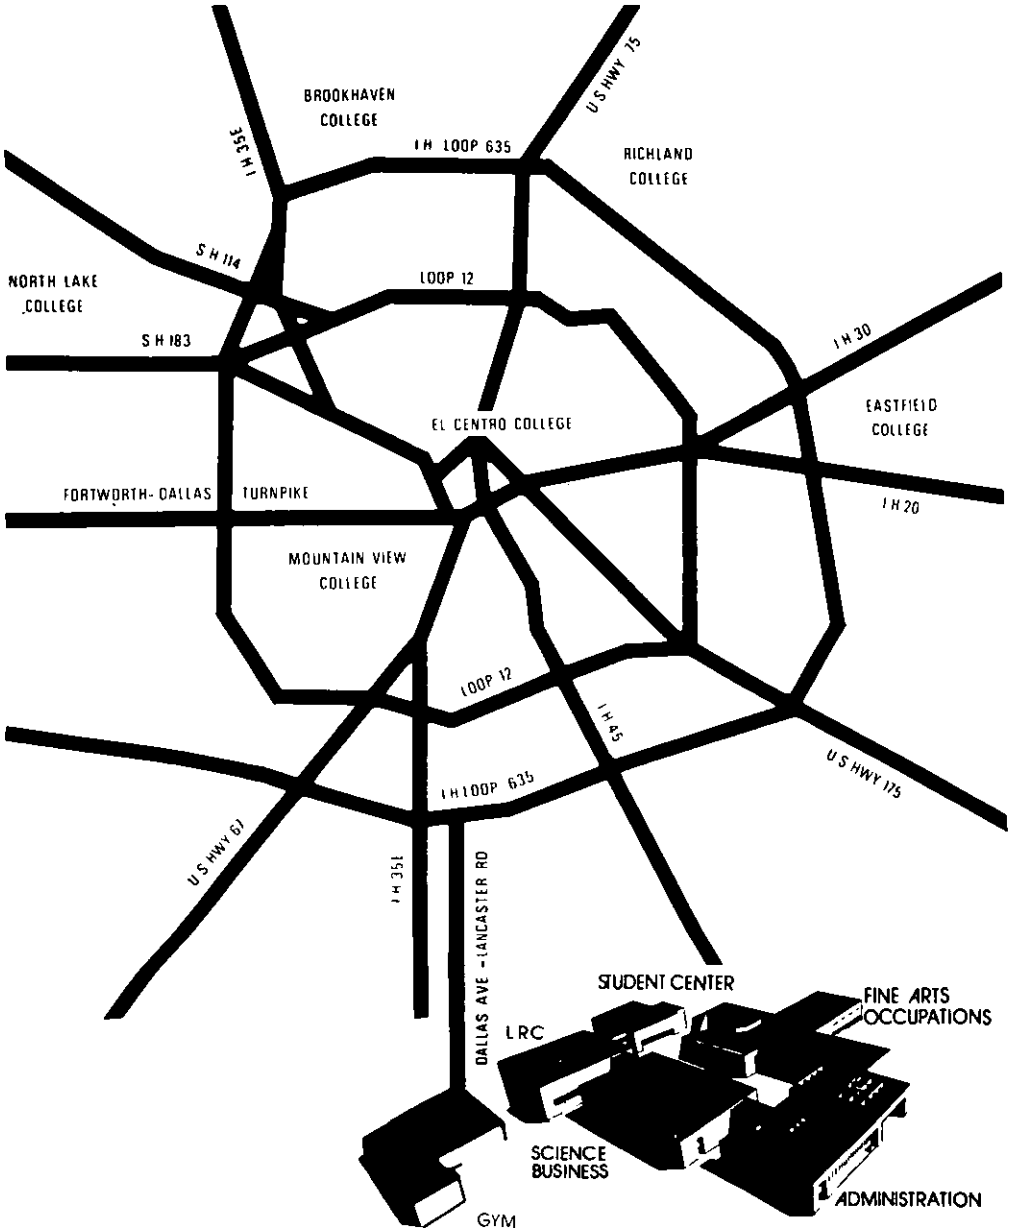 BROOKHAVEN
COLLEGE
U S HWY 75
I H 35E
I H LOOP 635
RICHLAND
COLLEGE
S H 114
NORTH LAKE
COLLEGE
LOOP 12
S H 183
I H 30
EASTFIELD
COLLEGE
EL CENTRO COLLEGE
FORTWORTH-DALLAS TURNPIKE
I H 20
MOUNTAIN VIEW
COLLEGE
LOOP 12
I H 45
U S HWY 175
I H LOOP 635
U S HWY 67
I H 35E
DALLAS AVE - LANCASTER RD
STUDENT CENTER
FINE ARTS
OCCUPATIONS
LRC
SCIENCE
BUSINESS
ADMINISTRATION
GYM